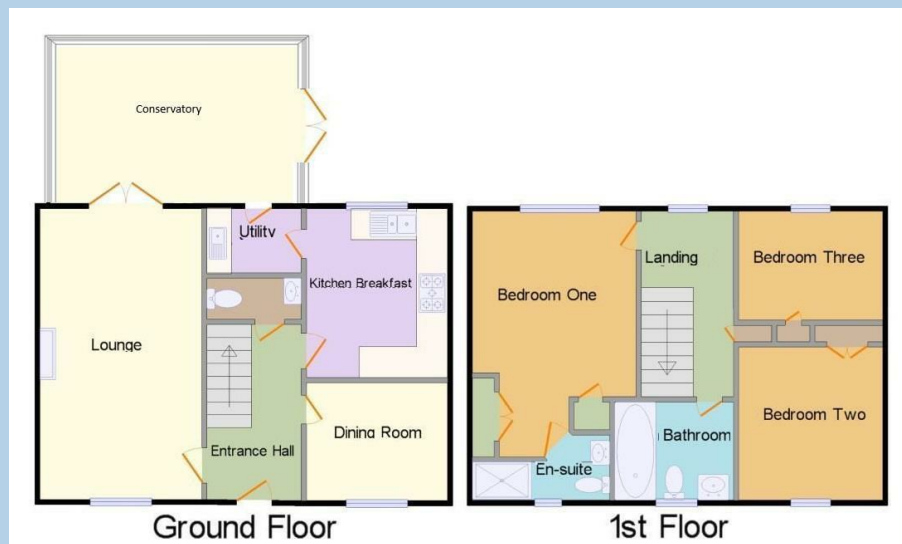 Conservatory
Utility
Kitchen Breakfast
Lounge
Dining Room
Entrance Hall
Ground Floor
Landing
Bedroom Three
Bedroom One
Bedroom Two
Bathroom
En-suite
1st Floor